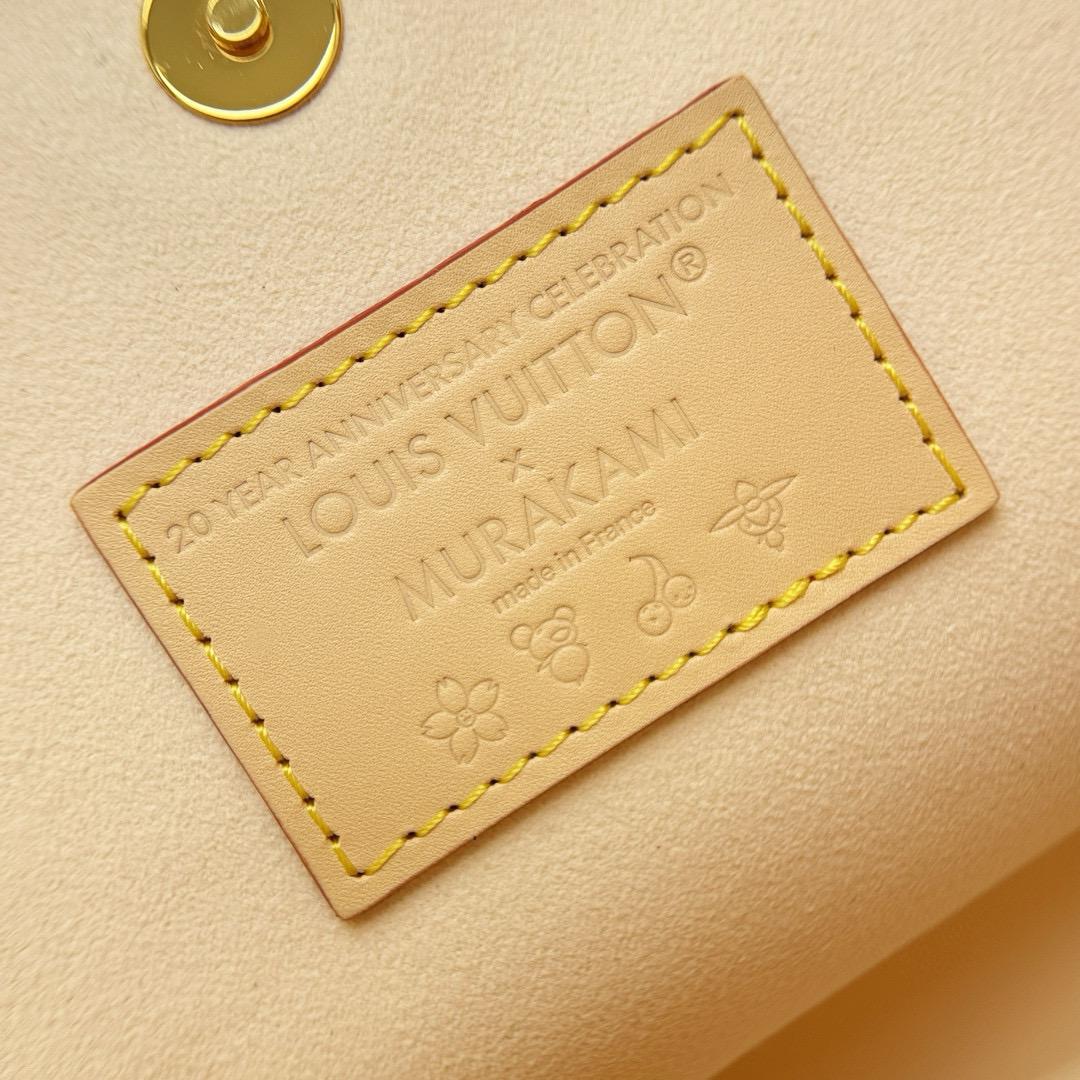 20 YEAR ANNIVERSARY CELEBRATION
LOUIS VUITTON®
×
MURAKAMI
made in France